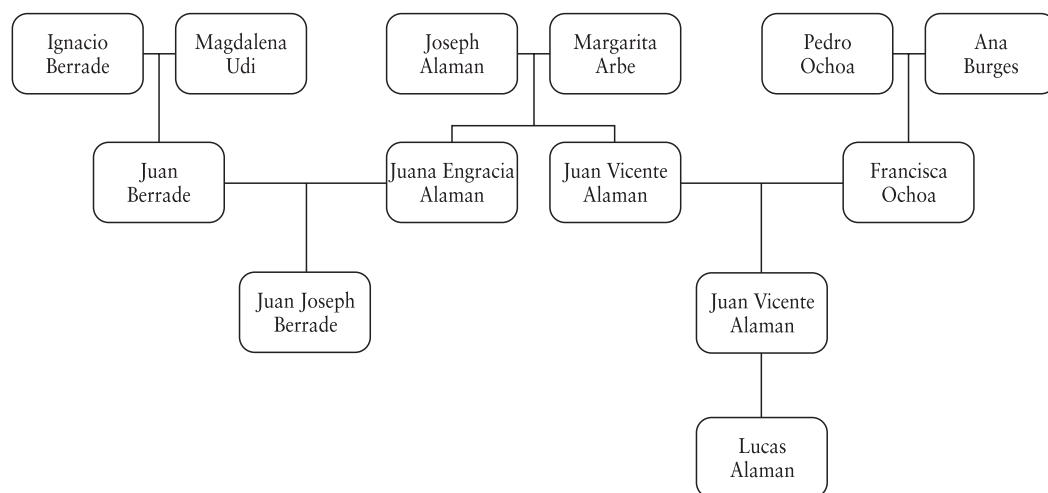 Ignacio
Berrade
Magdalena
Udi
Joseph
Alaman
Margarita
Arbe
Pedro
Ochoa
Ana
Burges
Juan
Berrade
Juana Engracia
Alaman
Juan Vicente
Alaman
Francisca
Ochoa
Juan Joseph
Berrade
Juan Vicente
Alaman
Lucas
Alaman